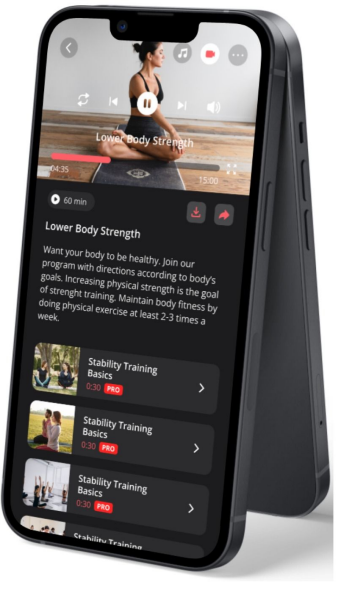 Lower Body Strength
04:35
15:00
60 min
Lower Body Strength
Want your body to be healthy. Join our
program with directions according to body's
goals. Increasing physical strength is the goal
of strenght training. Maintain body fitness by
doing physical exercise at least 2-3 times a
week.
Stability Training
Basics
0:30 PRO
Stability Training
Basics
0:30 PRO
Stability Training
Basics
0:30 PRO
Stability Training